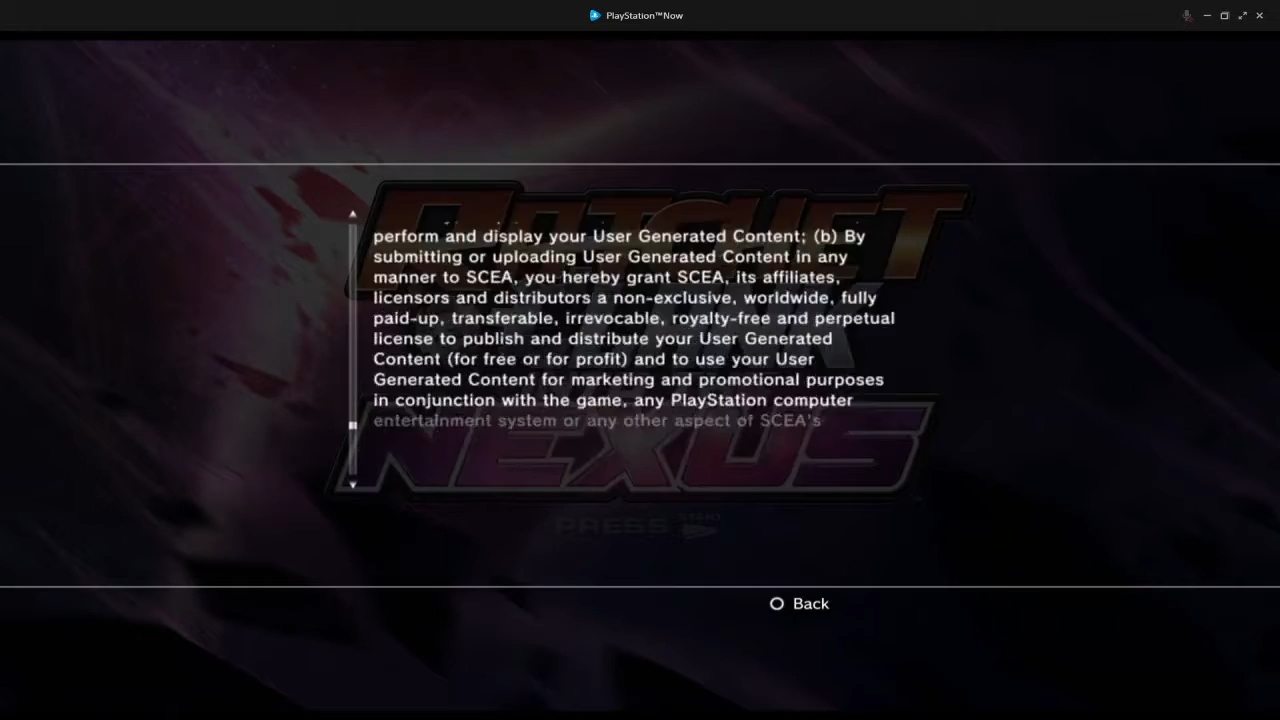 PlayStation™Now
RATCHET
CLANK
perform and display your User Generated Content; (b) By
submitting or uploading User Generated Content in any
manner to SCEA, you hereby grant SCEA, its affiliates,
licensors and distributors a non-exclusive, worldwide, fully
paid-up, transferable, irrevocable, royalty-free and perpetual
license to publish and distribute your User Generated
Content (for free or for profit) and to use your User
Generated Content for marketing and promotional purposes
in conjunction with the game, any PlayStation computer
entertainment system or any other aspect of SCEA's
NEXUS
PRESS START
Back